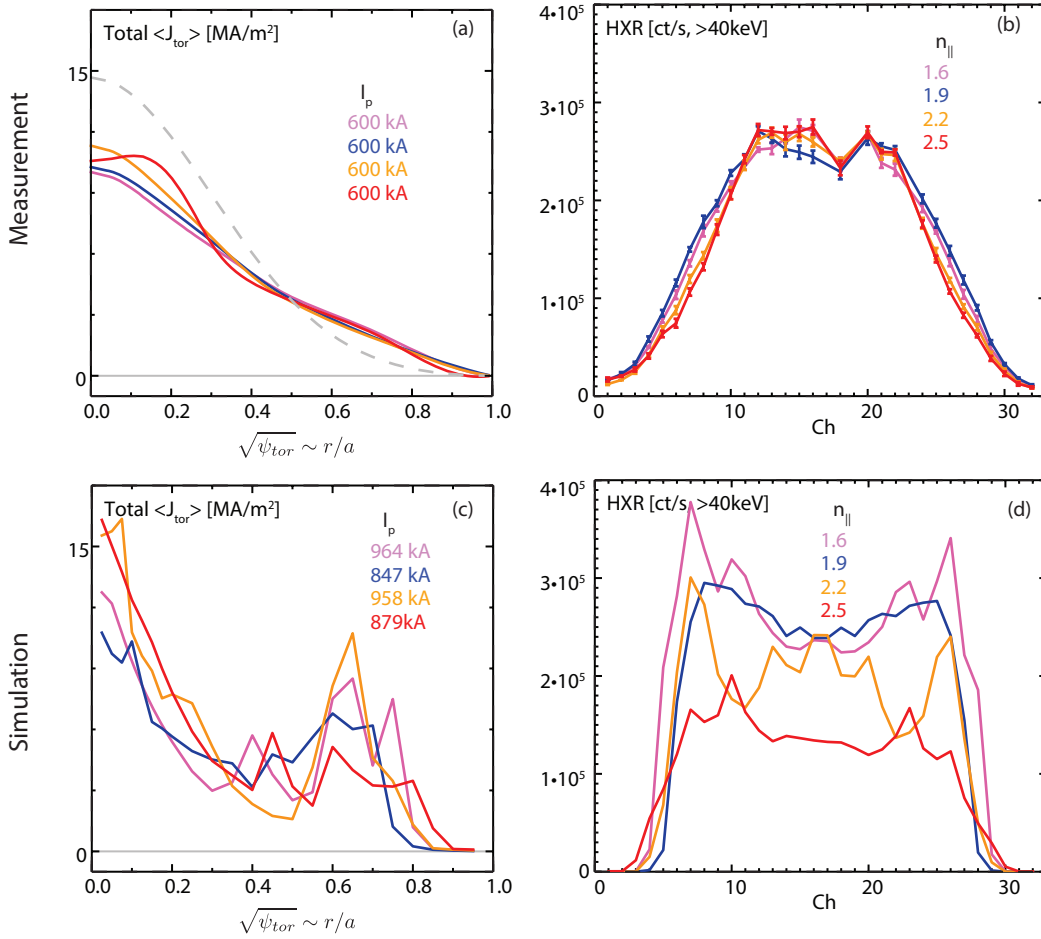 Measurement
Total <J_tor> [MA/m²]
(a)
15
I_p
600 kA
600 kA
600 kA
600 kA
0
0.0 0.2 0.4 0.6 0.8 1.0
√ψ_tor ∼ r/a
4•10⁵
HXR [ct/s, >40keV]
(b)
n_||
1.6
1.9
2.2
2.5
3•10⁵
2•10⁵
1•10⁵
0
0 10 20 30
Ch
Simulation
Total <J_tor> [MA/m²]
(c)
15
I_p
964 kA
847 kA
958 kA
879kA
0
0.0 0.2 0.4 0.6 0.8 1.0
√ψ_tor ∼ r/a
4•10⁵
HXR [ct/s, >40keV]
(d)
n_||
1.6
1.9
2.2
2.5
3•10⁵
2•10⁵
1•10⁵
0
0 10 20 30
Ch